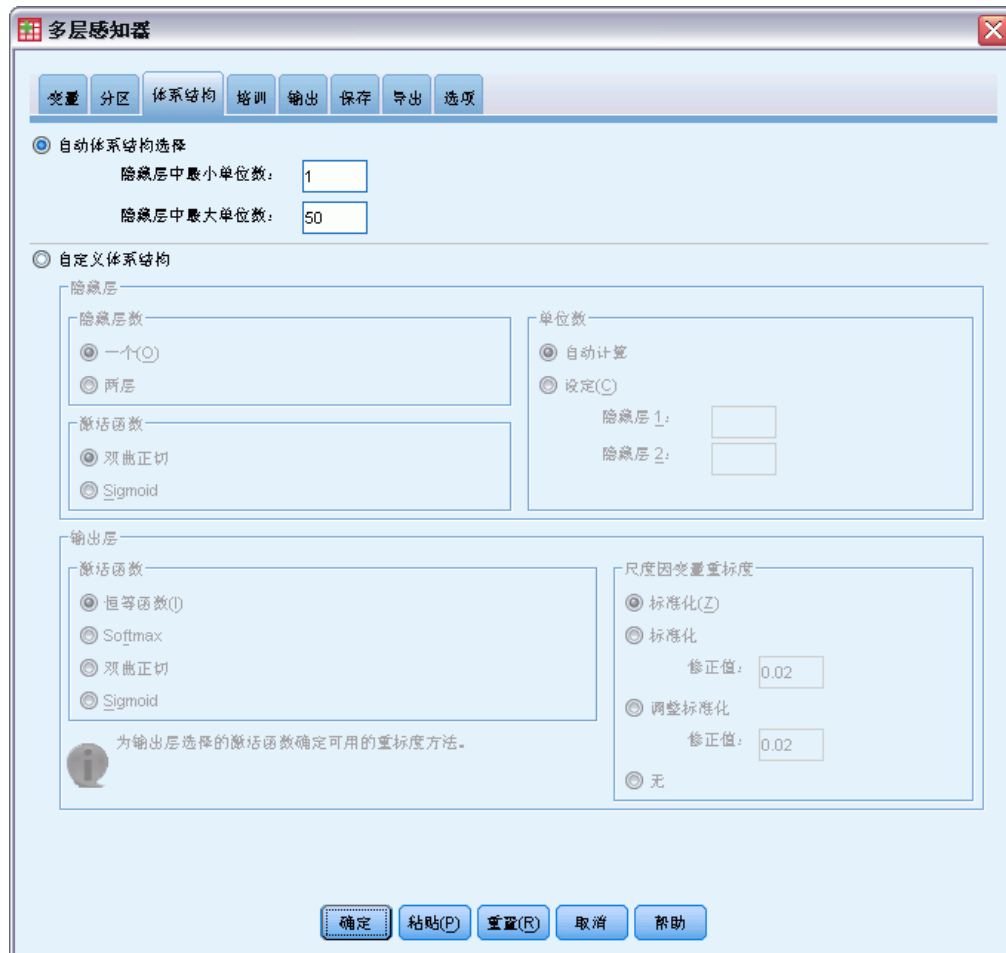 多层感知器
变量 分区 体系结构 培训 输出 保存 导出 选项
自动体系结构选择
隐藏层中最小单位数: 1
隐藏层中最大单位数: 50
自定义体系结构
隐藏层
隐藏层数
一个(O)
两层
激活函数
双曲正切
Sigmoid
单位数
自动计算
设定(C)
隐藏层 1:
隐藏层 2:
输出层
激活函数
恒等函数(I)
Softmax
双曲正切
Sigmoid
为输出层选择的激活函数确定可用的重标度方法。
尺度因变量重标度
标准化(Z)
标准化
修正值: 0.02
调整标准化
修正值: 0.02
无
确定 粘贴(P) 重置(R) 取消 帮助